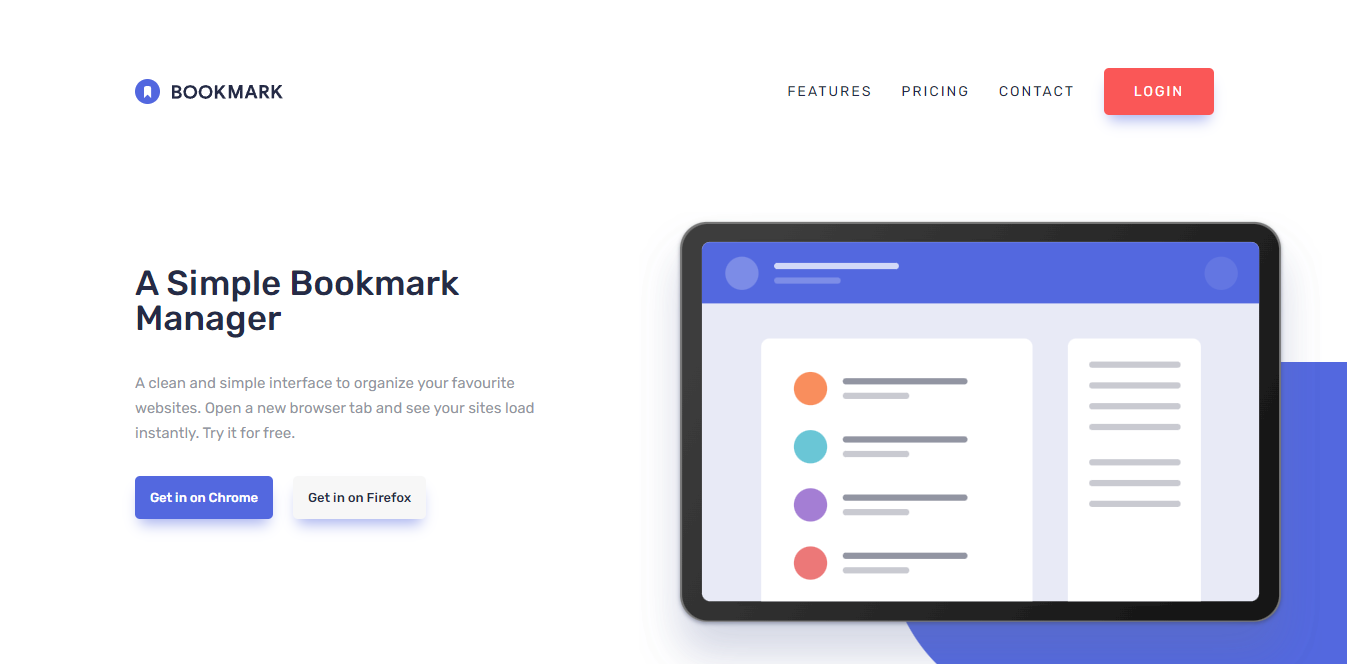 BOOKMARK
FEATURES PRICING CONTACT LOGIN
A Simple Bookmark
Manager
A clean and simple interface to organize your favourite
websites. Open a new browser tab and see your sites load
instantly. Try it for free.
Get in on Chrome Get in on Firefox